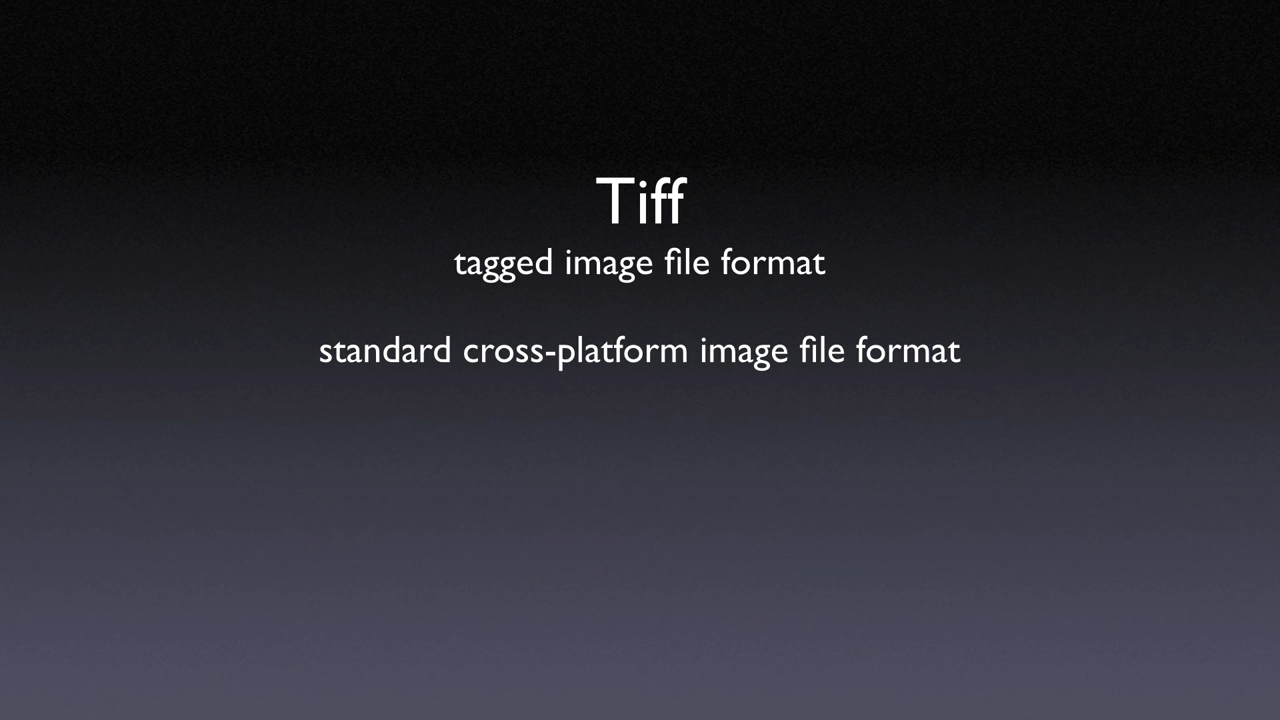 Tiff
tagged image file format
standard cross-platform image file format